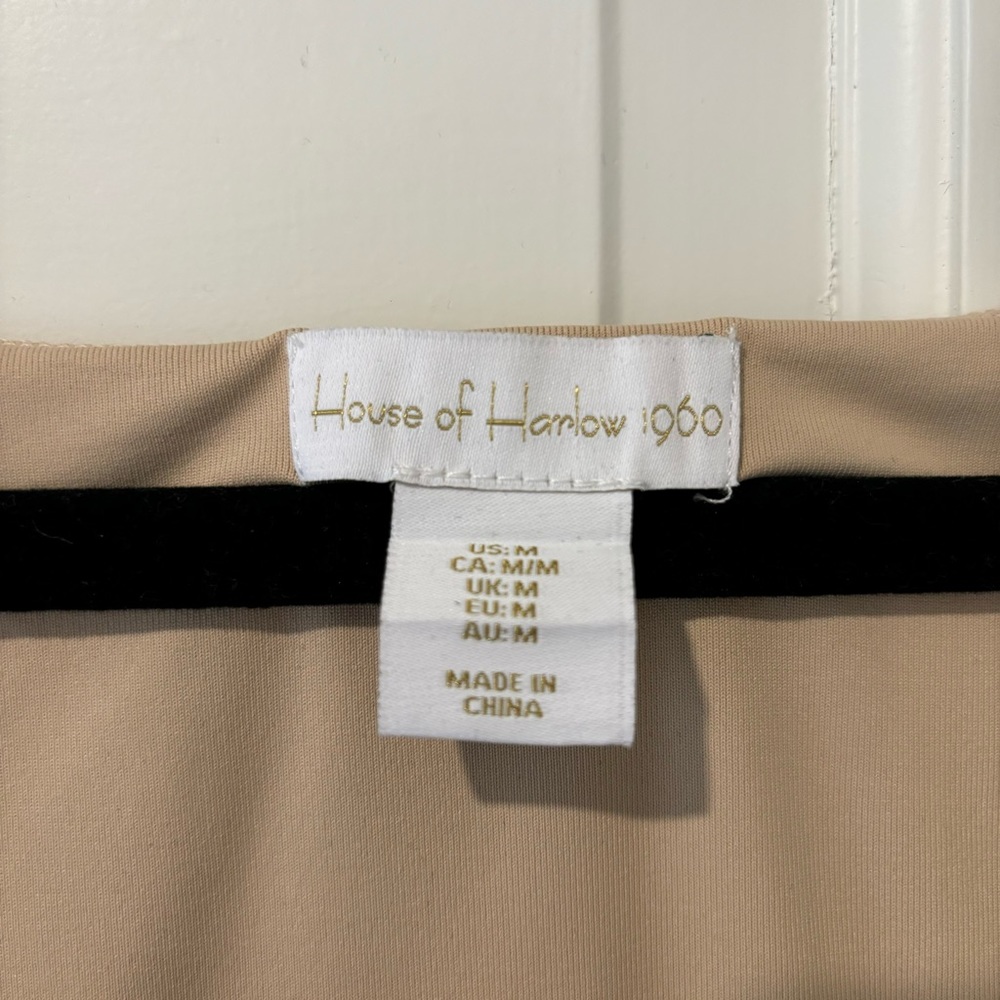 House of Harlow 1960
US: M
CA: M/M
UK: M
EU: M
AU: M
MADE IN
CHINA